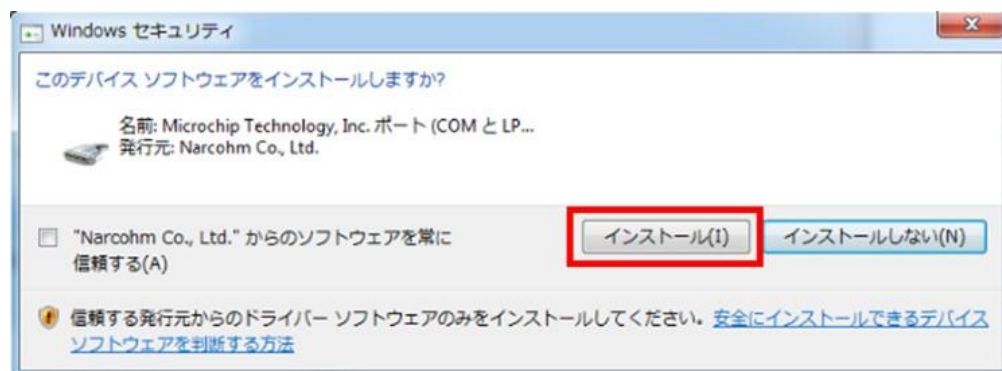 Windows セキュリティ
このデバイス ソフトウェアをインストールしますか?
名前: Microchip Technology, Inc. ポート (COM と LP...
発行元: Narcohm Co., Ltd.
"Narcohm Co., Ltd." からのソフトウェアを常に
信頼する(A)
インストール(I)
インストールしない(N)
信頼する発行元からのドライバー ソフトウェアのみをインストールしてください。安全にインストールできるデバイス
ソフトウェアを判断する方法